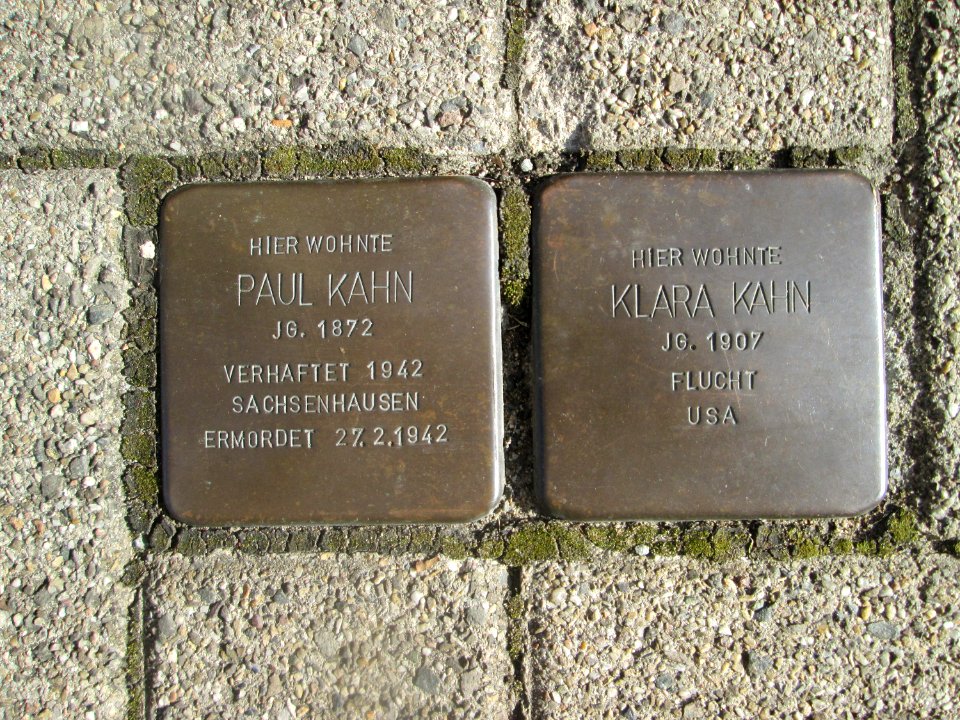 HIER WOHNTE
PAUL KAHN
JG. 1872
VERHAFTET 1942
SACHSENHAUSEN
ERMORDET 27.2.1942
HIER WOHNTE
KLARA KAHN
JG. 1907
FLUCHT
USA